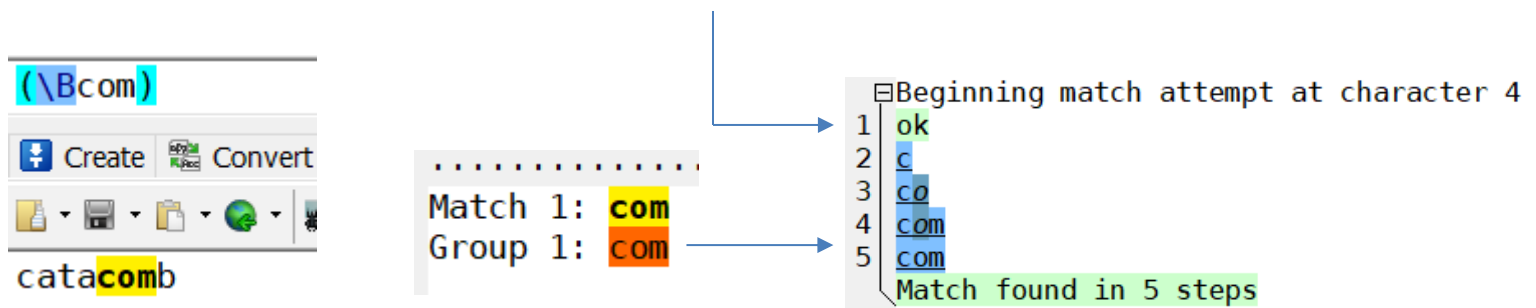 (\Bcom)
Create Convert
catacomb
..............
Match 1: com
Group 1: com
Beginning match attempt at character 4
1 ok
2 c
3 co
4 com
5 com
Match found in 5 steps